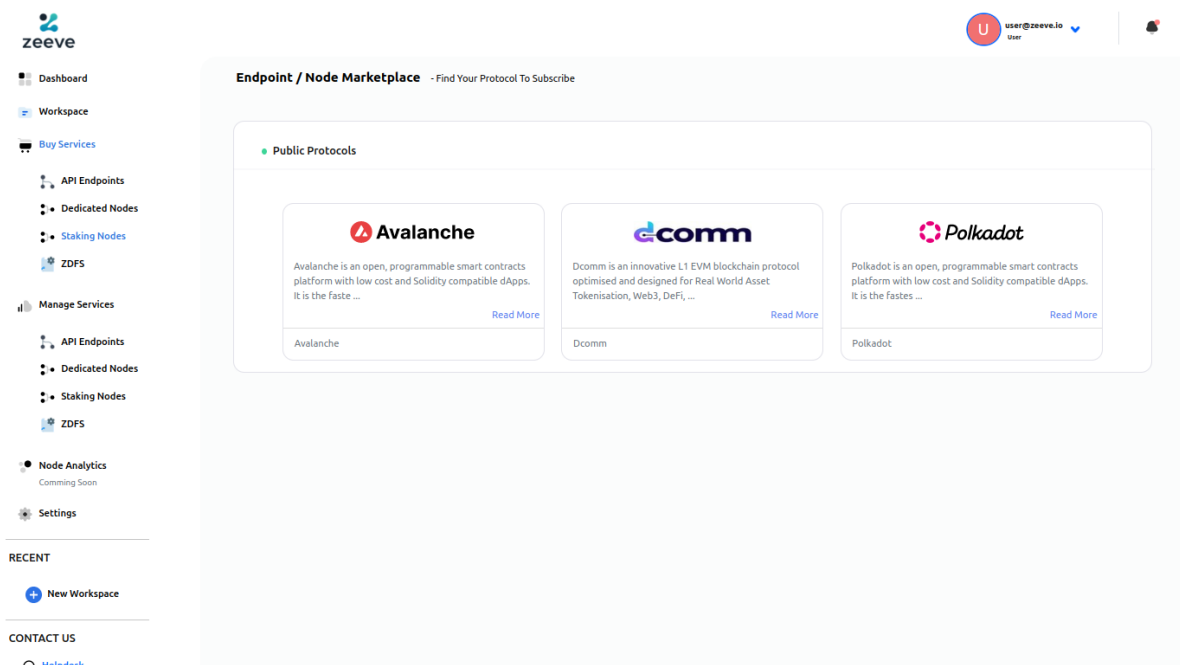 zeeve
U
user@zeeve.io
User
Dashboard
Workspace
Buy Services
API Endpoints
Dedicated Nodes
Staking Nodes
ZDFS
Manage Services
API Endpoints
Dedicated Nodes
Staking Nodes
ZDFS
Node Analytics
Comming Soon
Settings
RECENT
New Workspace
CONTACT US
Helpdesk
Endpoint / Node Marketplace - Find Your Protocol To Subscribe
Public Protocols
Avalanche
Avalanche is an open, programmable smart contracts
platform with low cost and Solidity compatible dApps.
It is the faste ...
Read More
Avalanche
dcomm
Dcomm is an innovative L1 EVM blockchain protocol
optimised and designed for Real World Asset
Tokenisation, Web3, DeFi, ...
Read More
Dcomm
Polkadot
Polkadot is an open, programmable smart contracts
platform with low cost and Solidity compatible dApps.
It is the fastes ...
Read More
Polkadot